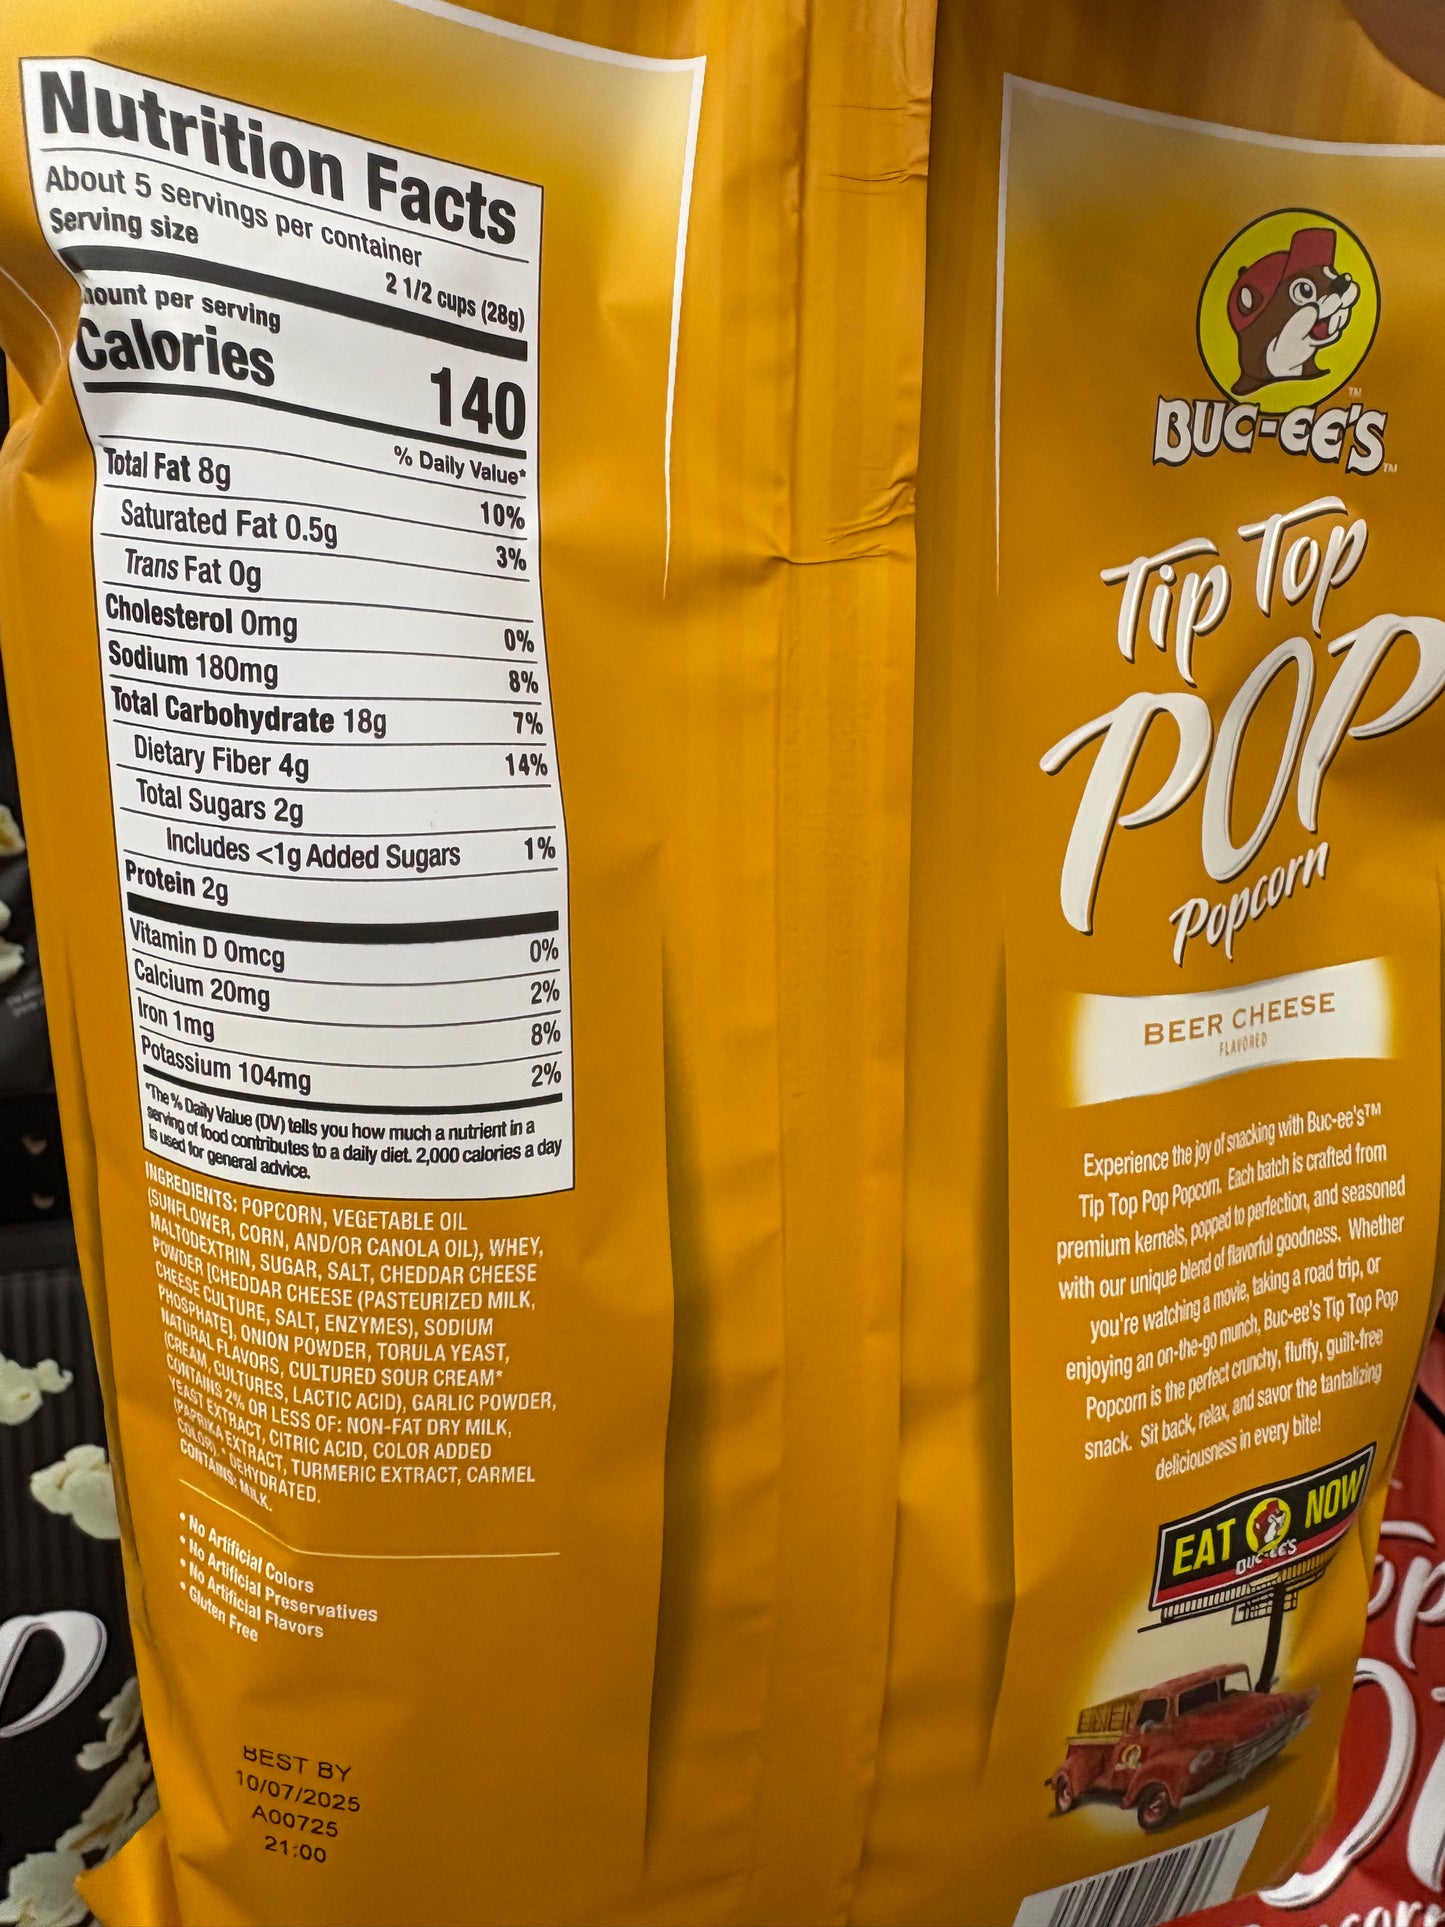 Nutrition Facts
About 5 servings per container
Serving size 2 1/2 cups (28g)
mount per serving
Calories 140
% Daily Value*
Total Fat 8g 10%
Saturated Fat 0.5g 3%
Trans Fat 0g
Cholesterol 0mg 0%
Sodium 180mg 8%
Total Carbohydrate 18g 7%
Dietary Fiber 4g 14%
Total Sugars 2g
Includes <1g Added Sugars 1%
Protein 2g
Vitamin D 0mcg 0%
Calcium 20mg 2%
Iron 1mg 8%
Potassium 104mg 2%
*The % Daily Value (DV) tells you how much a nutrient in a
serving of food contributes to a daily diet. 2,000 calories a day
is used for general advice.
INGREDIENTS: POPCORN, VEGETABLE OIL
(SUNFLOWER, CORN, AND/OR CANOLA OIL), WHEY,
MALTODEXTRIN, SUGAR, SALT, CHEDDAR CHEESE
POWDER [CHEDDAR CHEESE (PASTEURIZED MILK,
CHEESE CULTURE, SALT, ENZYMES), SODIUM
PHOSPHATE], ONION POWDER, TORULA YEAST,
NATURAL FLAVORS, CULTURED SOUR CREAM*
(CREAM, CULTURES, LACTIC ACID), GARLIC POWDER,
CONTAINS 2% OR LESS OF: NON-FAT DRY MILK,
YEAST EXTRACT, CITRIC ACID, COLOR ADDED
(PAPRIKA EXTRACT, TURMERIC EXTRACT, CARMEL
COLOR). * DEHYDRATED.
CONTAINS: MILK.
• No Artificial Colors
• No Artificial Preservatives
• No Artificial Flavors
• Gluten Free
BEST BY
10/07/2025
A00725
21:00
BUC-EE'S™
Tip Top
POP
Popcorn
BEER CHEESE
FLAVORED
Experience the joy of snacking with Buc-ee's™
Tip Top Pop Popcorn. Each batch is crafted from
premium kernels, popped to perfection, and seasoned
with our unique blend of flavorful goodness. Whether
you're watching a movie, taking a road trip, or
enjoying an on-the-go munch, Buc-ee's Tip Top Pop
Popcorn is the perfect crunchy, fluffy, guilt-free
snack. Sit back, relax, and savor the tantalizing
deliciousness in every bite!
EAT NOW
BUC-EE'S